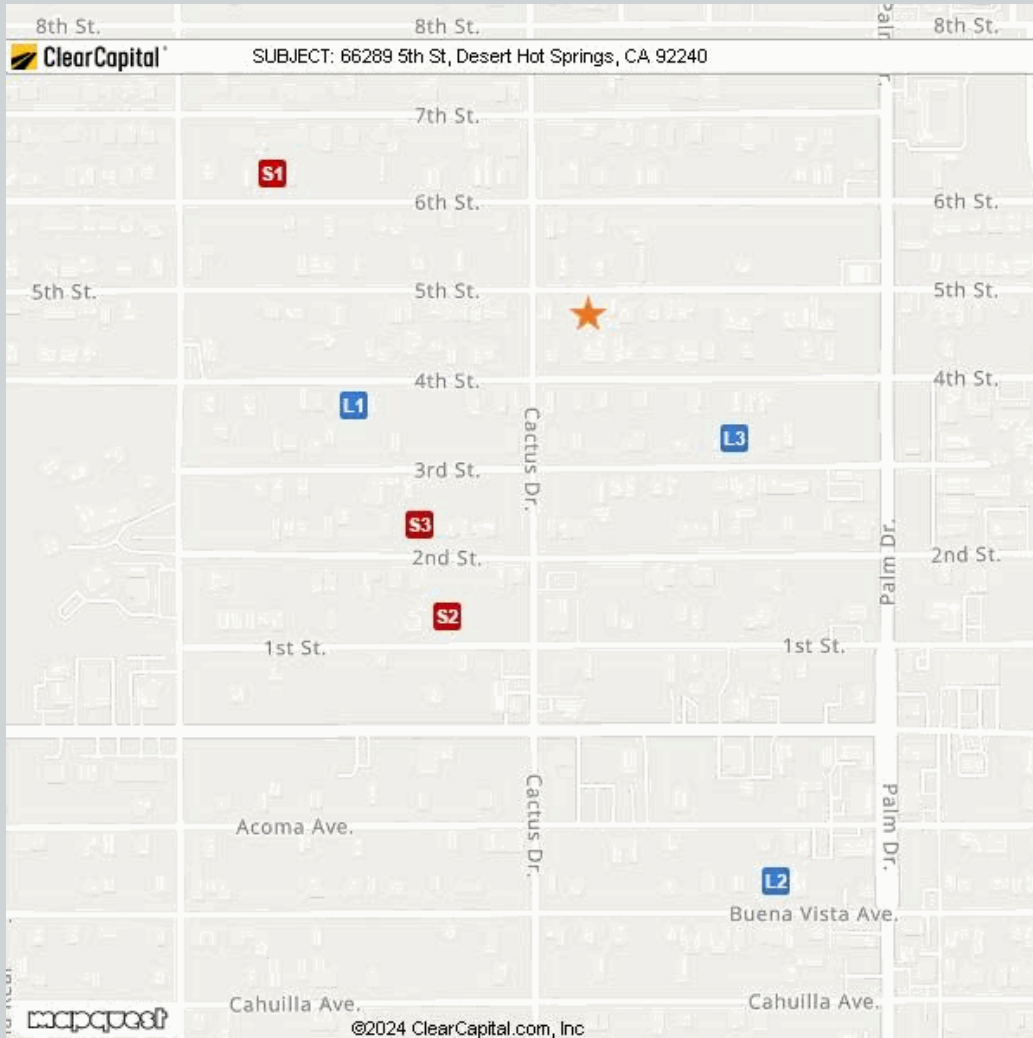 8th St.
8th St.
Palm Dr.
8th St.
ClearCapital
SUBJECT: 66289 5th St, Desert Hot Springs, CA 92240
7th St.
S1
6th St.
6th St.
5th St.
5th St.
5th St.
4th St.
4th St.
L1
Cactus Dr.
L3
3rd St.
S3
Palm Dr.
2nd St.
2nd St.
S2
1st St.
1st St.
Cactus Dr.
Palm Dr.
Acoma Ave.
L2
Buena Vista Ave.
Cahuilla Ave.
Cahuilla Ave.
mapquest
©2024 ClearCapital.com, Inc